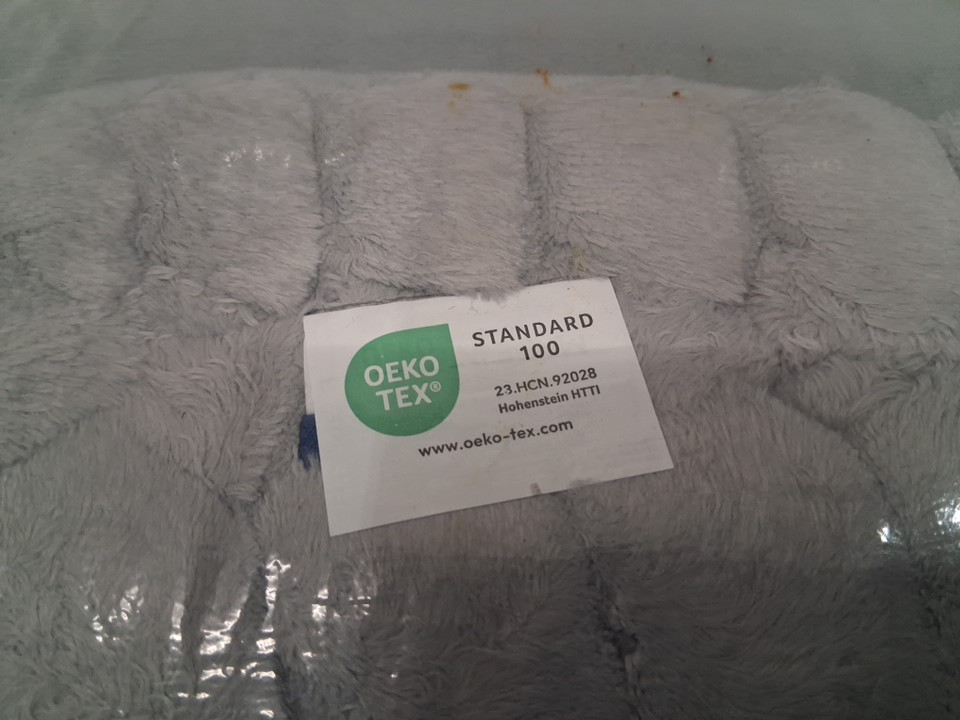 OEKO
TEX®
STANDARD
100
23.HCN.92028
Hohenstein HTTI
www.oeko-tex.com